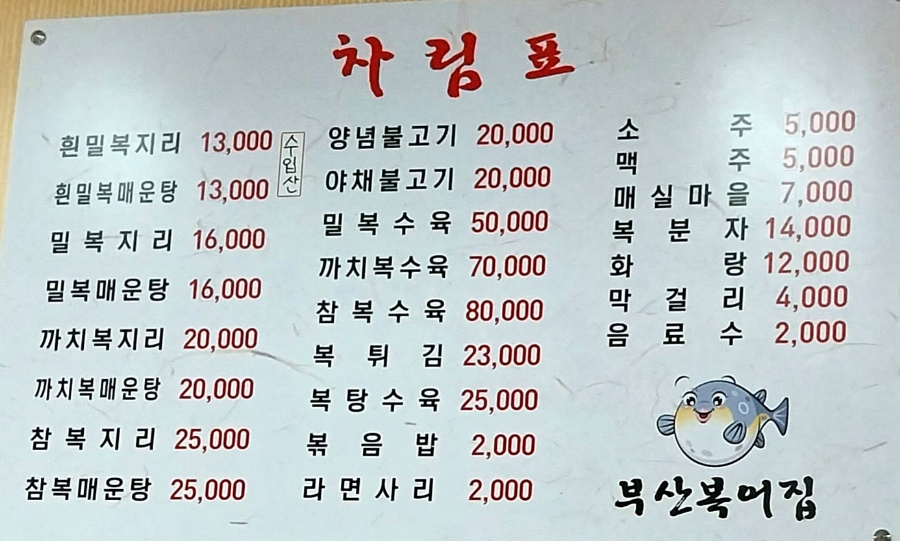 차림표
흰밀복지리 13,000
흰밀복매운탕 13,000
수입산
밀복지리 16,000
밀복매운탕 16,000
까치복지리 20,000
까치복매운탕 20,000
참복지리 25,000
참복매운탕 25,000
양념불고기 20,000
야채불고기 20,000
밀복수육 50,000
까치복수육 70,000
참복수육 80,000
복튀김 23,000
복탕수육 25,000
볶음밥 2,000
라면사리 2,000
소주 5,000
맥주 5,000
매실마을 7,000
복분자 14,000
화랑 12,000
막걸리 4,000
음료수 2,000
부산복어집